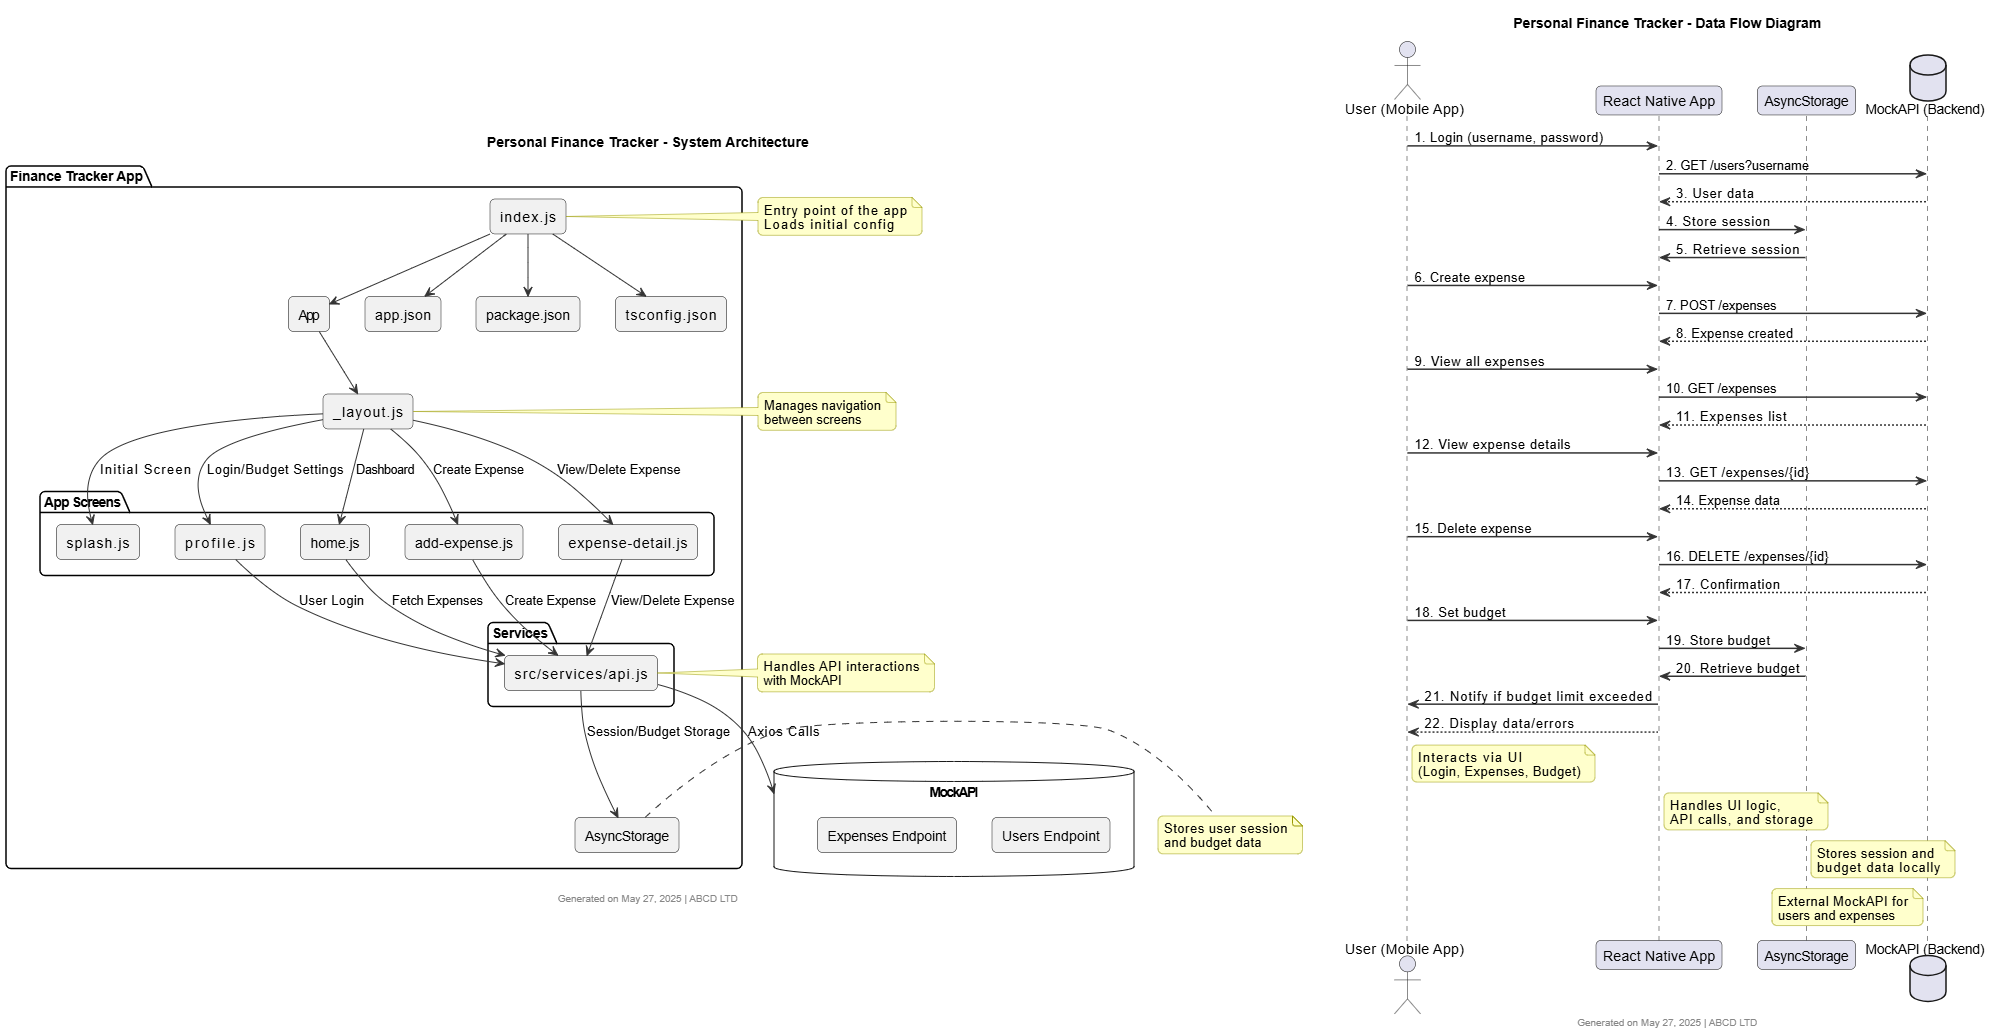 Personal Finance Tracker - System Architecture
Finance Tracker App
index.js
Entry point of the app
Loads initial config
App
app.json
package.json
tsconfig.json
_layout.js
Manages navigation
between screens
Initial Screen
Login/Budget Settings
Dashboard
Create Expense
View/Delete Expense
App Screens
splash.js
profile.js
home.js
add-expense.js
expense-detail.js
User Login
Fetch Expenses
Create Expense
View/Delete Expense
Services
src/services/api.js
Handles API interactions
with MockAPI
Session/Budget Storage
Axios Calls
MockAPI
AsyncStorage
Expenses Endpoint
Users Endpoint
Stores user session
and budget data
Generated on May 27, 2025 | ABCD LTD
Personal Finance Tracker - Data Flow Diagram
User (Mobile App)
React Native App
AsyncStorage
MockAPI (Backend)
1. Login (username, password)
2. GET /users?username
3. User data
4. Store session
5. Retrieve session
6. Create expense
7. POST /expenses
8. Expense created
9. View all expenses
10. GET /expenses
11. Expenses list
12. View expense details
13. GET /expenses/{id}
14. Expense data
15. Delete expense
16. DELETE /expenses/{id}
17. Confirmation
18. Set budget
19. Store budget
20. Retrieve budget
21. Notify if budget limit exceeded
22. Display data/errors
Interacts via UI
(Login, Expenses, Budget)
Handles UI logic,
API calls, and storage
Stores session and
budget data locally
External MockAPI for
users and expenses
User (Mobile App)
React Native App
AsyncStorage
MockAPI (Backend)
Generated on May 27, 2025 | ABCD LTD